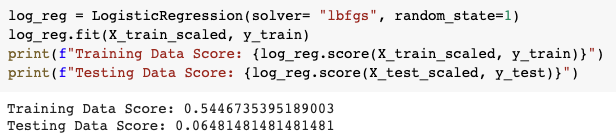 log_reg = LogisticRegression(solver= "lbfgs", random_state=1)
log_reg.fit(X_train_scaled, y_train)
print(f"Training Data Score: {log_reg.score(X_train_scaled, y_train)}")
print(f"Testing Data Score: {log_reg.score(X_test_scaled, y_test)}")
Training Data Score: 0.5446735395189003
Testing Data Score: 0.06481481481481481